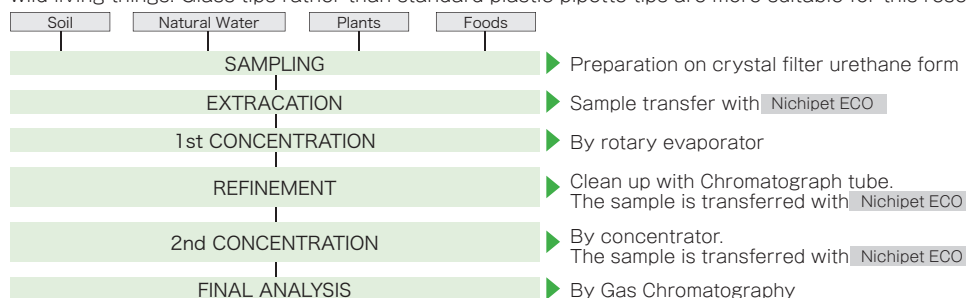 Soil Natural Water Plants Foods
SAMPLING Preparation on crystal filter urethane form
EXTRACATION Sample transfer with Nichipet ECO
1st CONCENTRATION By rotary evaporator
REFINEMENT Clean up with Chromatograph tube.
The sample is transferred with Nichipet ECO
2nd CONCENTRATION By concentrator.
The sample is transferred with Nichipet ECO
FINAL ANALYSIS By Gas Chromatography